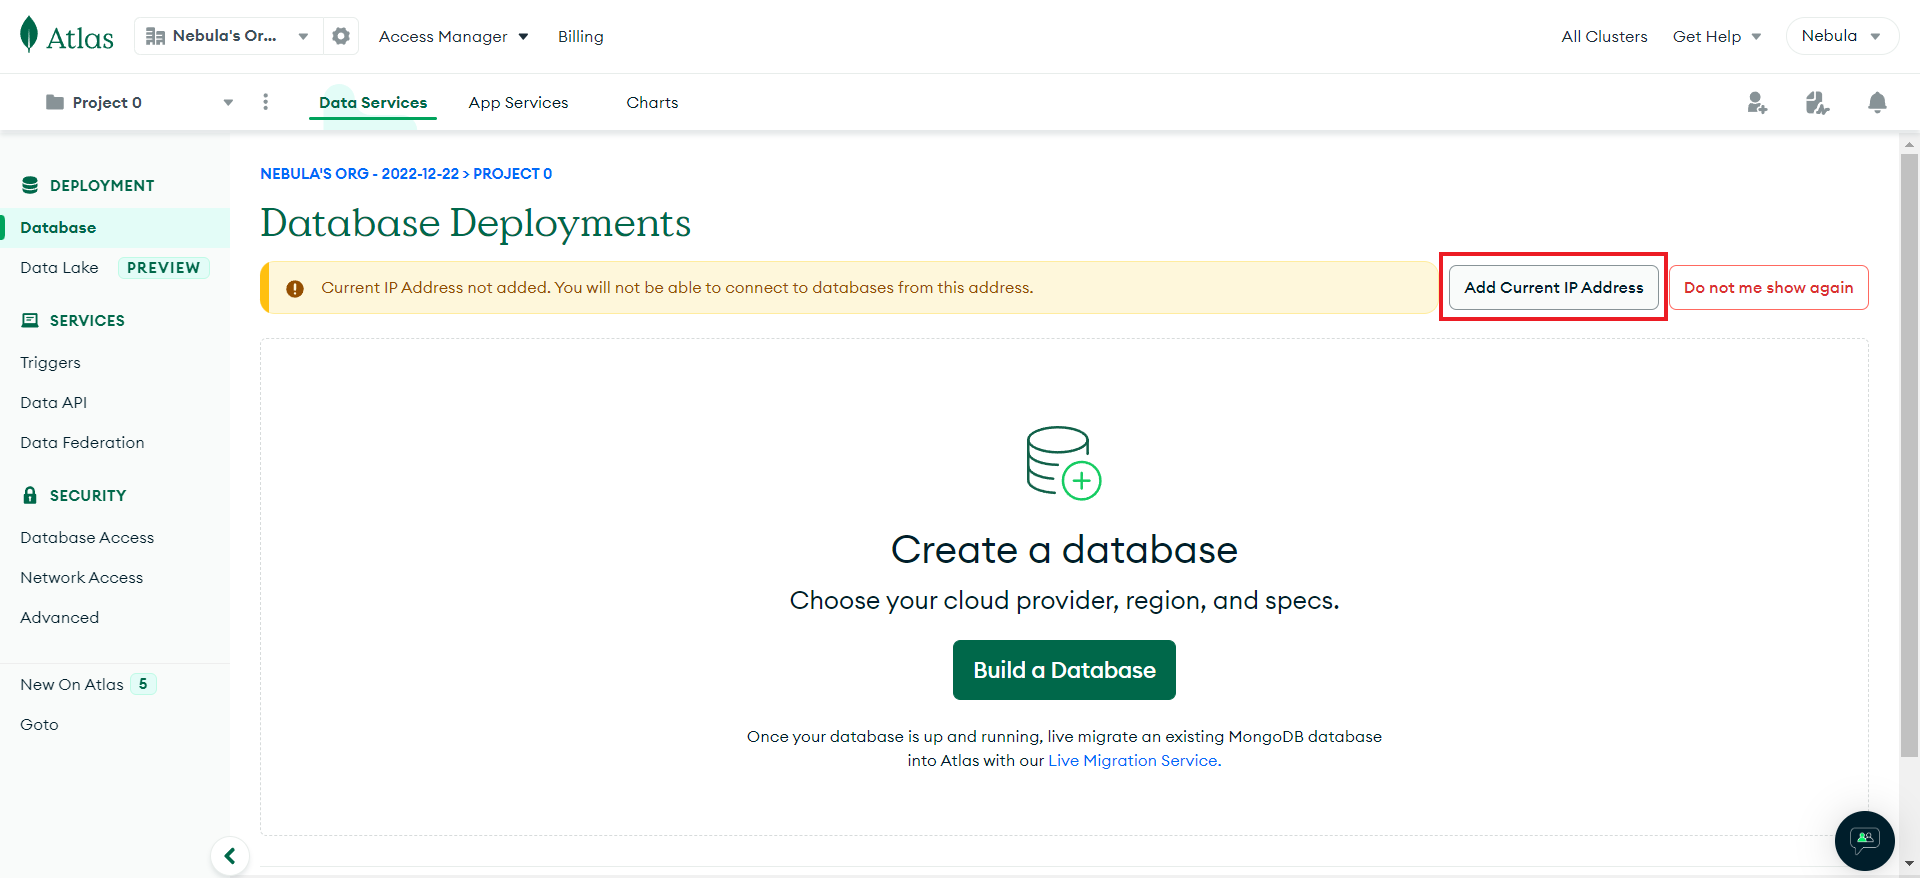 Atlas
Nebula's Or...
Access Manager
Billing
All Clusters
Get Help
Nebula
Project 0
Data Services
App Services
Charts
DEPLOYMENT
Database
Data Lake PREVIEW
SERVICES
Triggers
Data API
Data Federation
SECURITY
Database Access
Network Access
Advanced
New On Atlas 5
Goto
NEBULA'S ORG - 2022-12-22 > PROJECT 0
Database Deployments
Current IP Address not added. You will not be able to connect to databases from this address.
Add Current IP Address
Do not me show again
Create a database
Choose your cloud provider, region, and specs.
Build a Database
Once your database is up and running, live migrate an existing MongoDB database
into Atlas with our Live Migration Service.